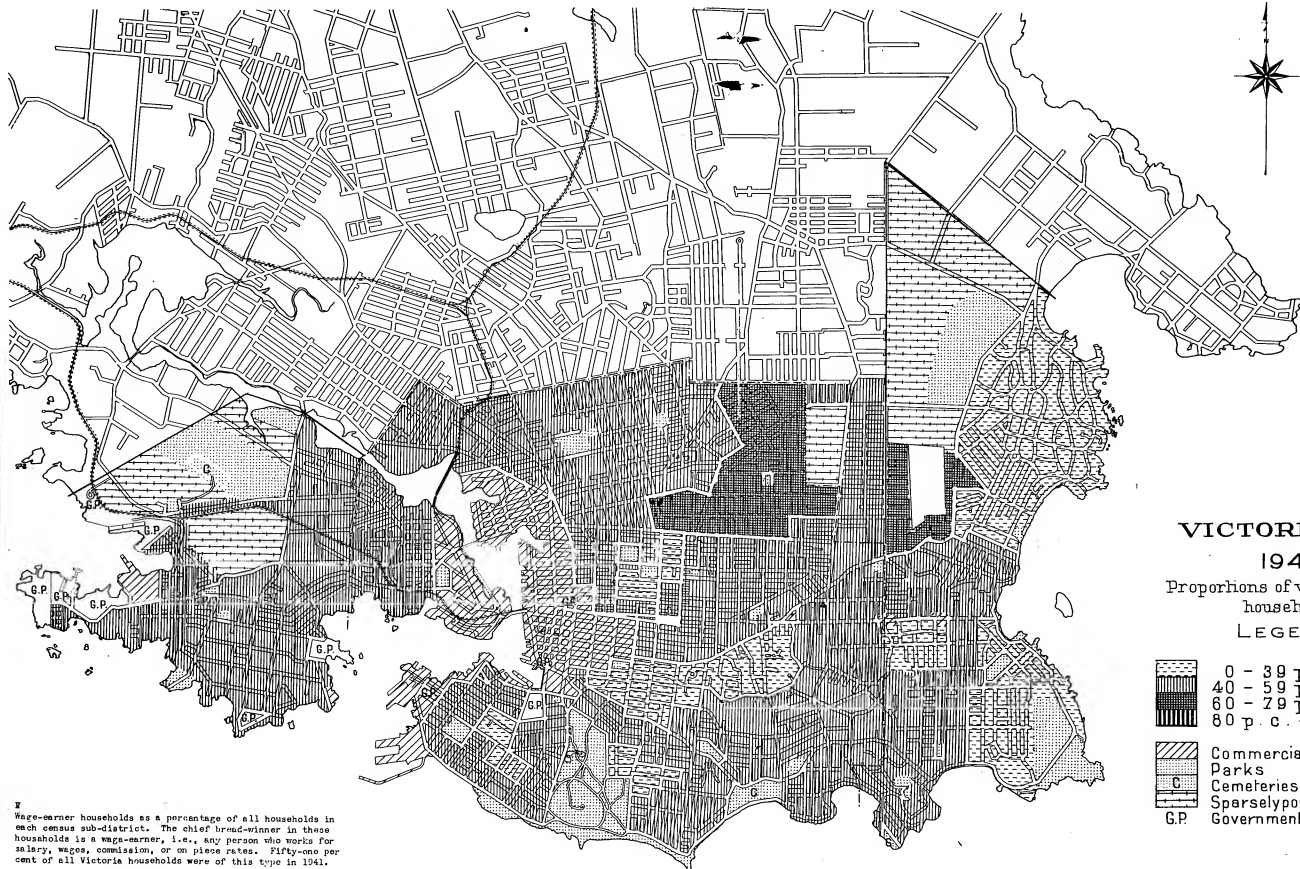 VICTORI
194
Proportions of w
househ
LEGE
0 - 39 p
40 - 59 p
60 - 79 p
80 p.c.
Commercia
Parks
C Cemeteries
Sparselypo
G.P. Government
C
G.P.
G.P.
G.P.
G.P.
G.P.
G.P.
G.P.
G.P.
C
C
Wage-earner households as a percentage of all households in
each census sub-district. The chief bread-winner in these
households is a wage-earner, i.e., any person who works for
salary, wages, commission, or on piece rates. Fifty-one per
cent of all Victoria households were of this type in 1941.